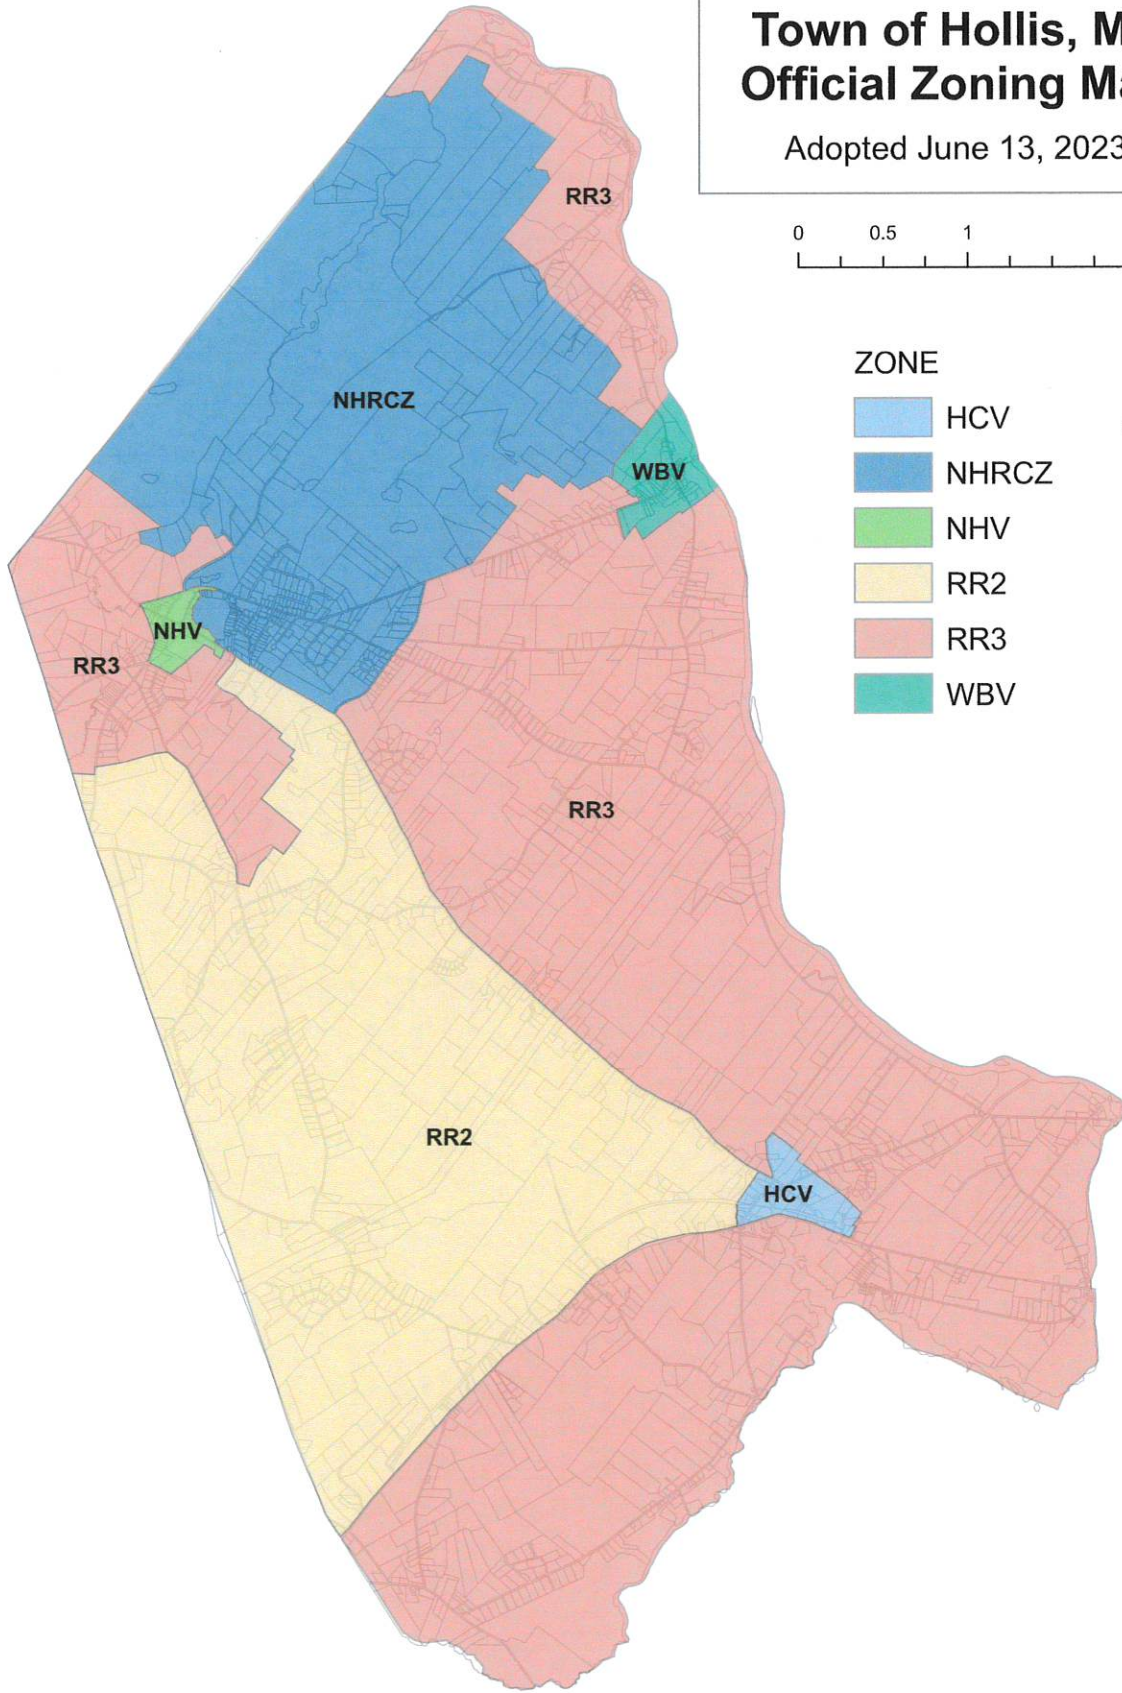 Town of Hollis, M
Official Zoning Ma
Adopted June 13, 2023
0 0.5 1
ZONE
HCV
NHRCZ
NHV
RR2
RR3
WBV
RR3
NHRCZ
WBV
NHV
RR3
RR3
RR2
HCV